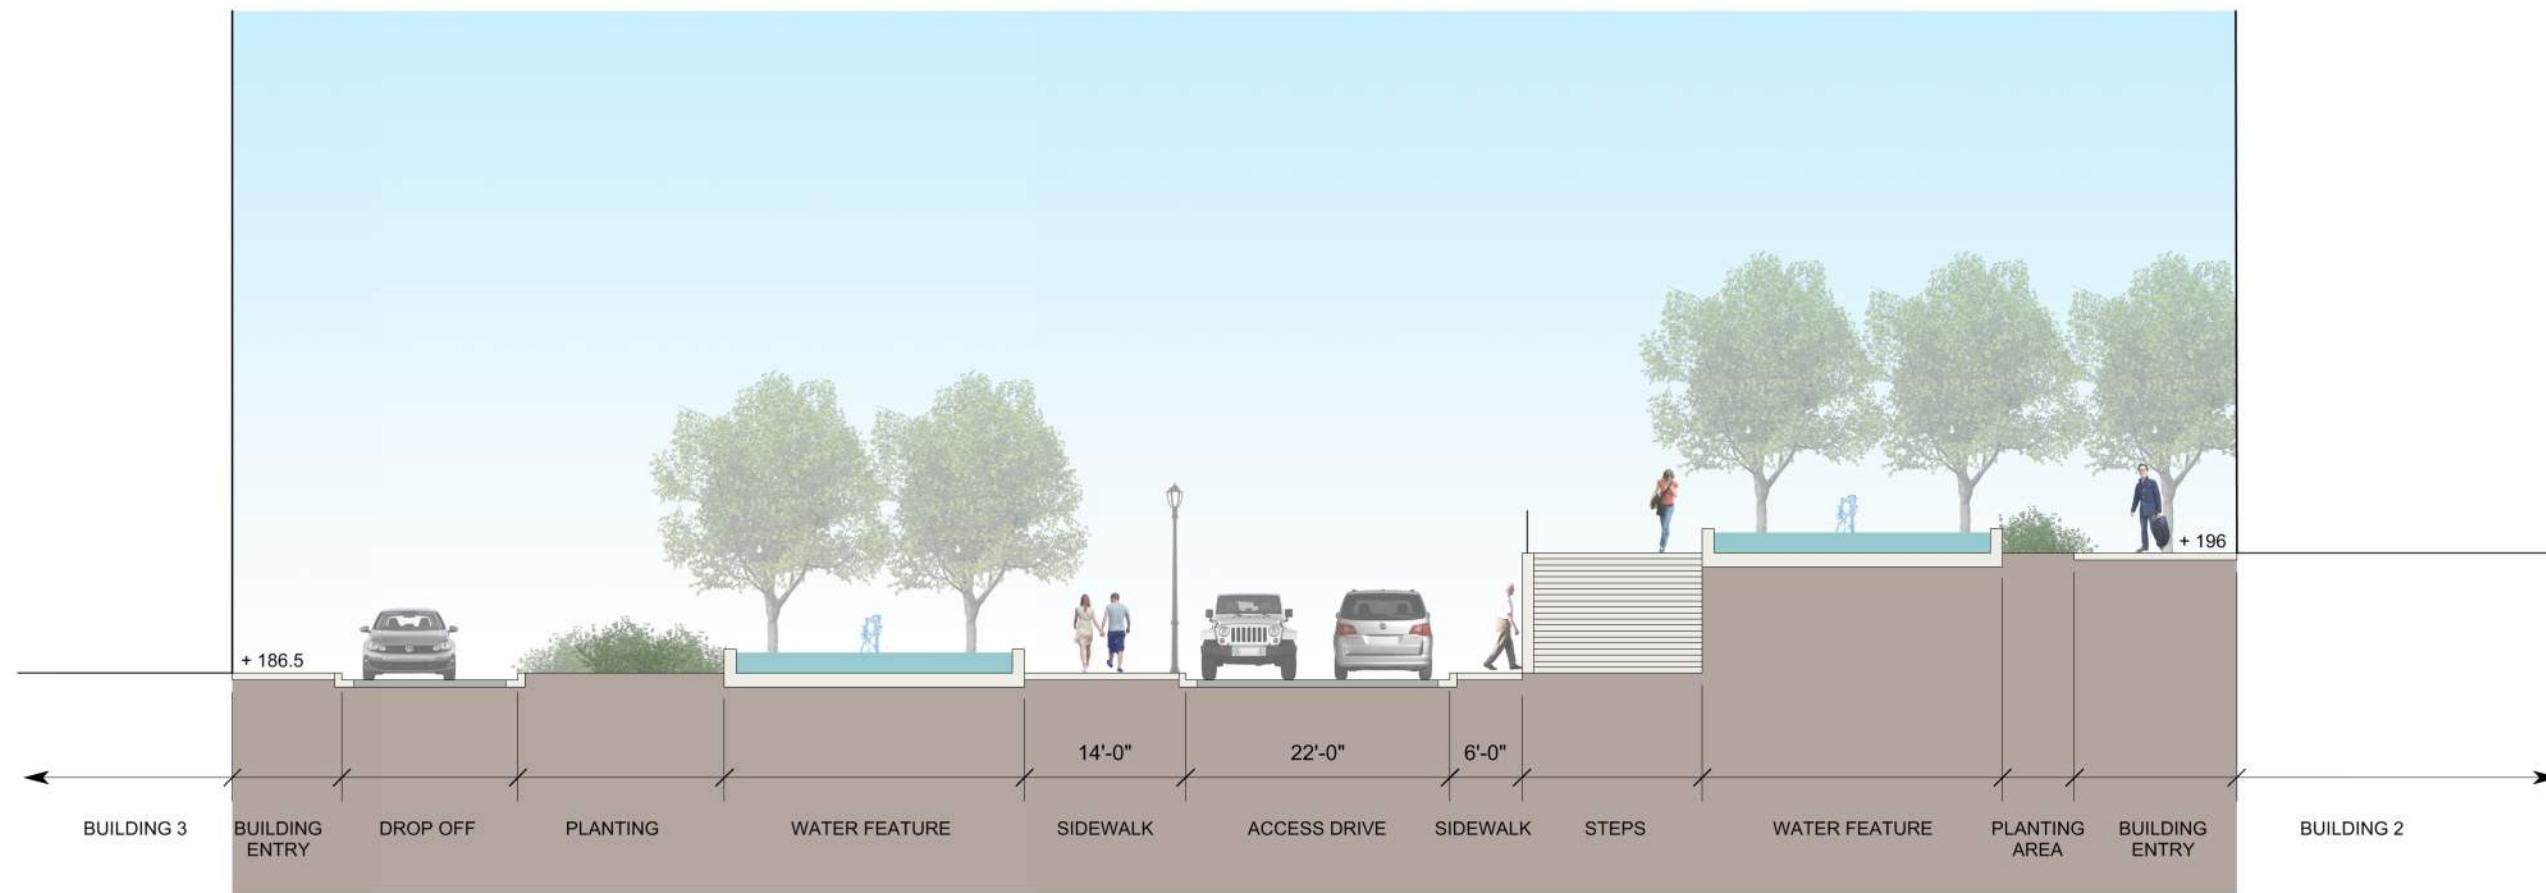 + 196
+ 186.5
14'-0"
22'-0"
6'-0"
BUILDING 3
BUILDING
ENTRY
DROP OFF
PLANTING
WATER FEATURE
SIDEWALK
ACCESS DRIVE
SIDEWALK
STEPS
WATER FEATURE
PLANTING
AREA
BUILDING
ENTRY
BUILDING 2